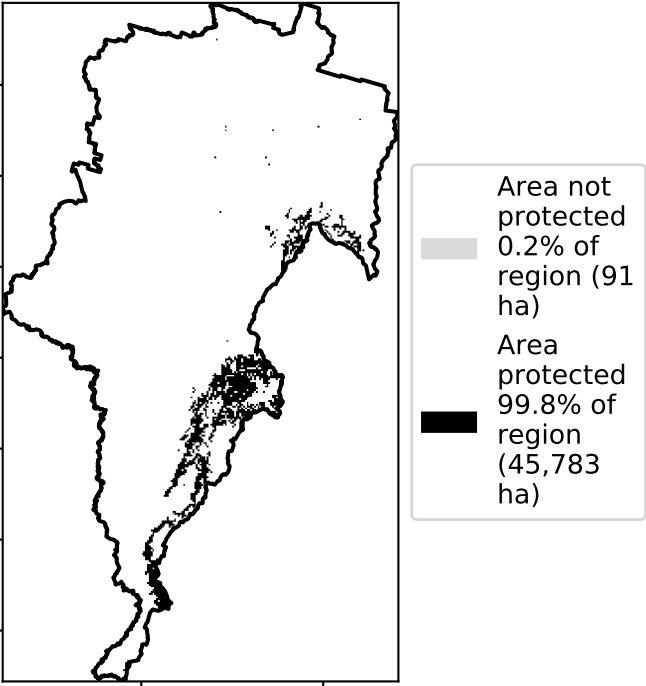 Area not
protected
0.2% of
region (91
ha)
Area
protected
99.8% of
region
(45,783
ha)